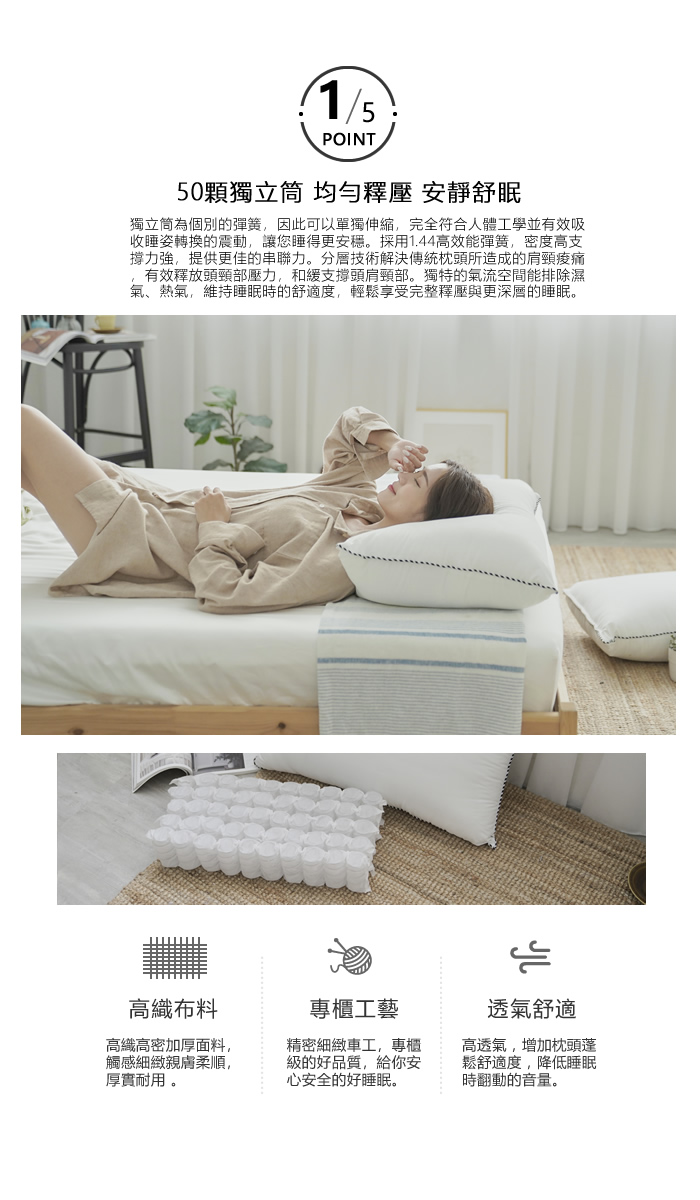 1/5
POINT
50顆獨立筒 均勻釋壓 安靜舒眠
獨立筒為個別的彈簧，因此可以單獨伸縮，完全符合人體工學並有效吸
收睡姿轉換的震動，讓您睡得更安穩。採用1.44高效能彈簧，密度高支
撐力強，提供更佳的串聯力。分層技術解決傳統枕頭所造成的肩頸痠痛
，有效釋放頭頸部壓力，和緩支撐頭肩頸部。獨特的氣流空間能排除濕
氣、熱氣，維持睡眠時的舒適度，輕鬆享受完整釋壓與更深層的睡眠。
高織布料
高織高密加厚面料，
觸感細緻親膚柔順，
厚實耐用 。
專櫃工藝
精密細緻車工，專櫃
級的好品質，給你安
心安全的好睡眠。
透氣舒適
高透氣，增加枕頭蓬
鬆舒適度，降低睡眠
時翻動的音量。